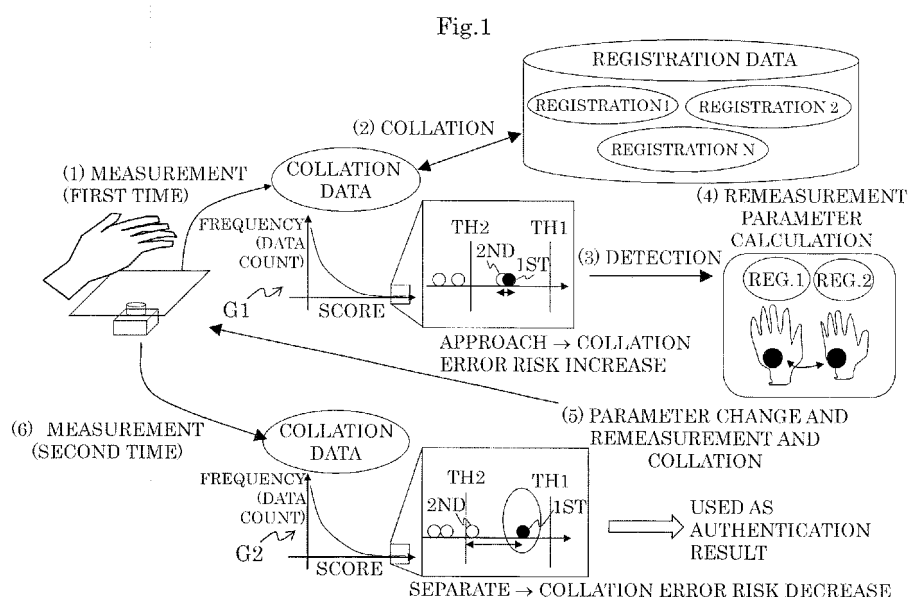 Fig.1
REGISTRATION DATA
REGISTRATION 1
REGISTRATION 2
REGISTRATION N
(2) COLLATION
COLLATION
DATA
(1) MEASUREMENT
(FIRST TIME)
(4) REMEASUREMENT
PARAMETER
CALCULATION
FREQUENCY
(DATA
COUNT)
G1
SCORE
TH2
TH1
2ND
1ST
(3) DETECTION
REG.1
REG.2
APPROACH → COLLATION
ERROR RISK INCREASE
(5) PARAMETER CHANGE AND
REMEASUREMENT AND
COLLATION
(6) MEASUREMENT
(SECOND TIME)
COLLATION
DATA
FREQUENCY
(DATA
COUNT)
G2
SCORE
TH2
TH1
2ND
1ST
USED AS
AUTHENTICATION
RESULT
SEPARATE → COLLATION ERROR RISK DECREASE